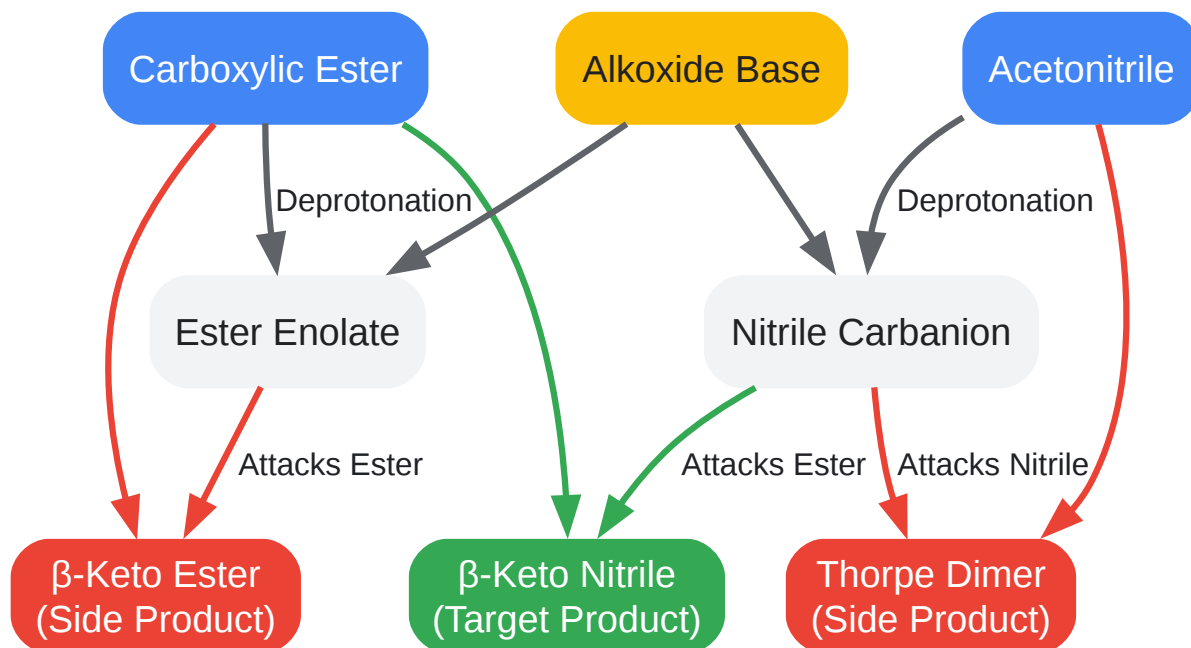 Carboxylic Ester
Alkoxide Base
Acetonitrile
Deprotonation
Deprotonation
Ester Enolate
Nitrile Carbanion
Attacks Ester
Attacks Ester
Attacks Nitrile
β-Keto Ester
(Side Product)
β-Keto Nitrile
(Target Product)
Thorpe Dimer
(Side Product)